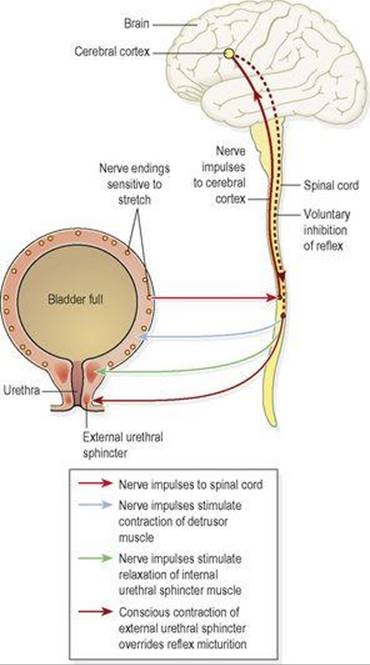 Brain
Cerebral cortex
Nerve
impulses
to cerebral
cortex
Spinal cord
Voluntary
inhibition
of reflex
Nerve endings
sensitive to
stretch
Bladder full
Urethra
External urethral
sphincter
Nerve impulses to spinal cord
Nerve impulses stimulate
contraction of detrusor
muscle
Nerve impulses stimulate
relaxation of internal
urethral sphincter muscle
Conscious contraction of
external urethral sphincter
overrides reflex micturition